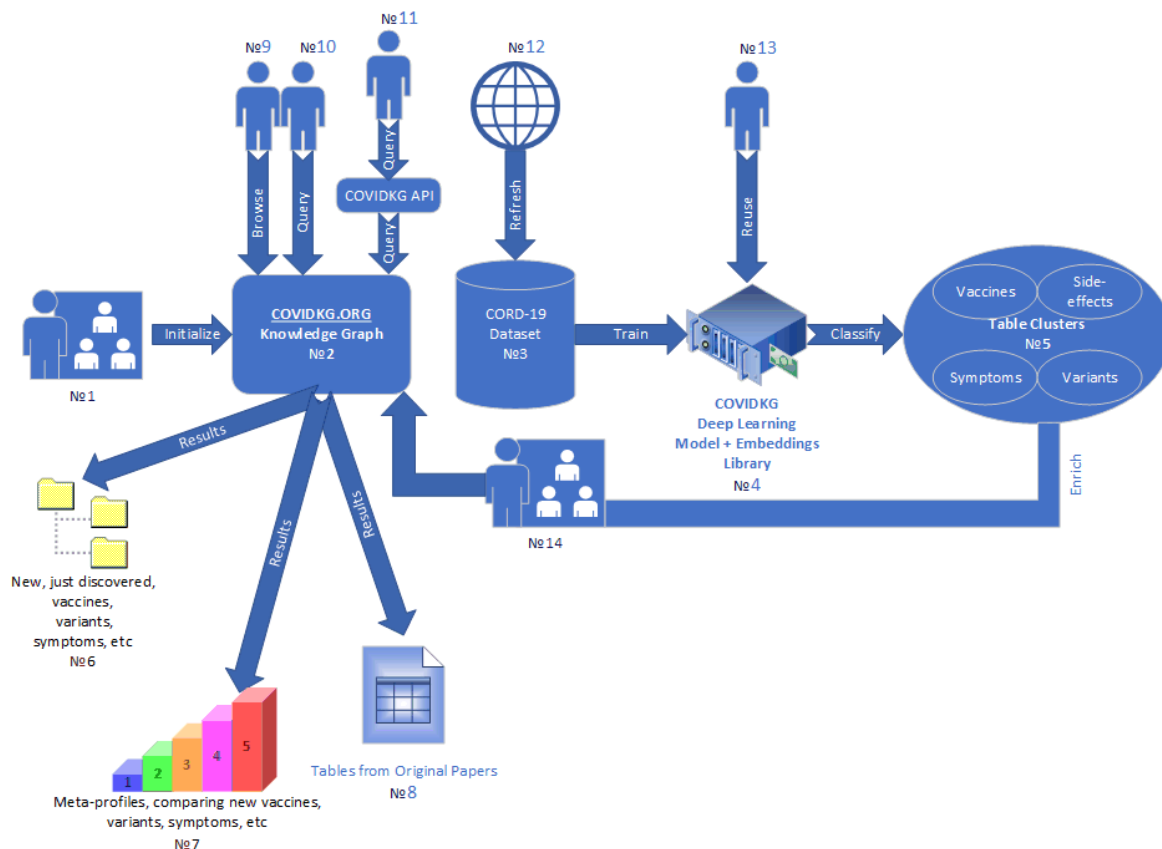 №11
№9
№10
№12
№13
Query
COVIDKG API
Browse
Query
Query
Refresh
Reuse
COVIDKG.ORG
Knowledge Graph
№2
Initialize
№1
CORD-19
Dataset
№3
Train
Classify
Vaccines
Side-
effects
Table Clusters
№5
Symptoms
Variants
COVIDKG
Deep Learning
Model + Embeddings
Library
№4
Enrich
№14
Results
Results
Results
New, just discovered,
vaccines,
variants,
symptoms, etc
№6
1
2
3
4
5
Meta-profiles, comparing new vaccines,
variants, symptoms, etc
№7
Tables from Original Papers
№8